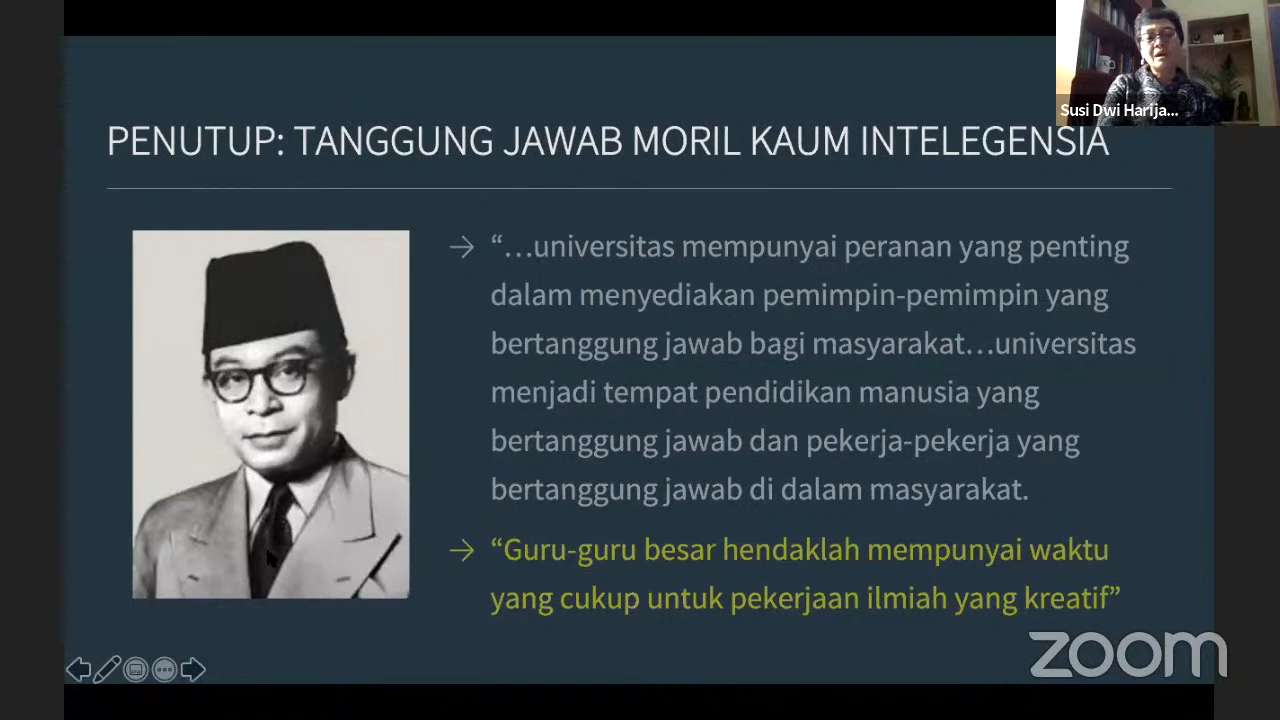 Susi Dwi Harija...
PENUTUP: TANGGUNG JAWAB MORIL KAUM INTELEGENSIA
→ “…universitas mempunyai peranan yang penting
dalam menyediakan pemimpin-pemimpin yang
bertanggung jawab bagi masyarakat…universitas
menjadi tempat pendidikan manusia yang
bertanggung jawab dan pekerja-pekerja yang
bertanggung jawab di dalam masyarakat.
→ “Guru-guru besar hendaklah mempunyai waktu
yang cukup untuk pekerjaan ilmiah yang kreatif”
zoom